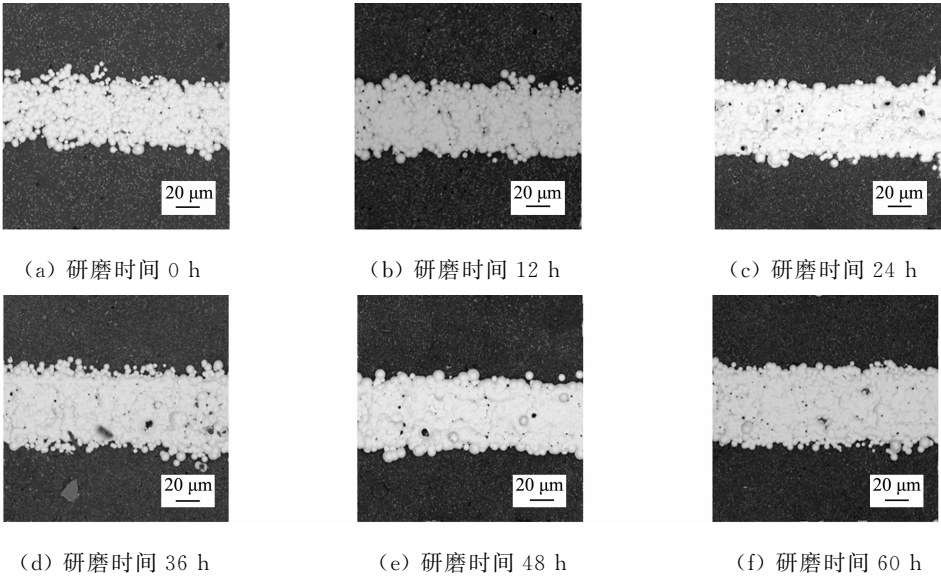 20 μm
20 μm
20 μm
(a) 研磨时间 0 h
(b) 研磨时间 12 h
(c) 研磨时间 24 h
20 μm
20 μm
20 μm
(d) 研磨时间 36 h
(e) 研磨时间 48 h
(f) 研磨时间 60 h